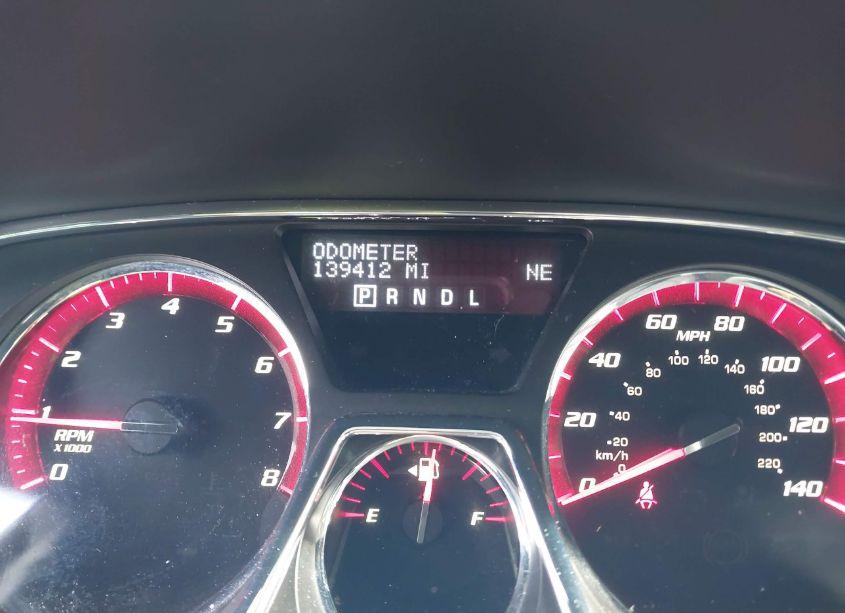 ODOMETER
139412 MI NE
P R N D L
0 1 2 3 4 5 6 7 8
RPM
X 1000
E F
0 20 40 60 80 100 120 140
MPH
0 20 40 60 80 100 120 140 160 180 200 220
km/h